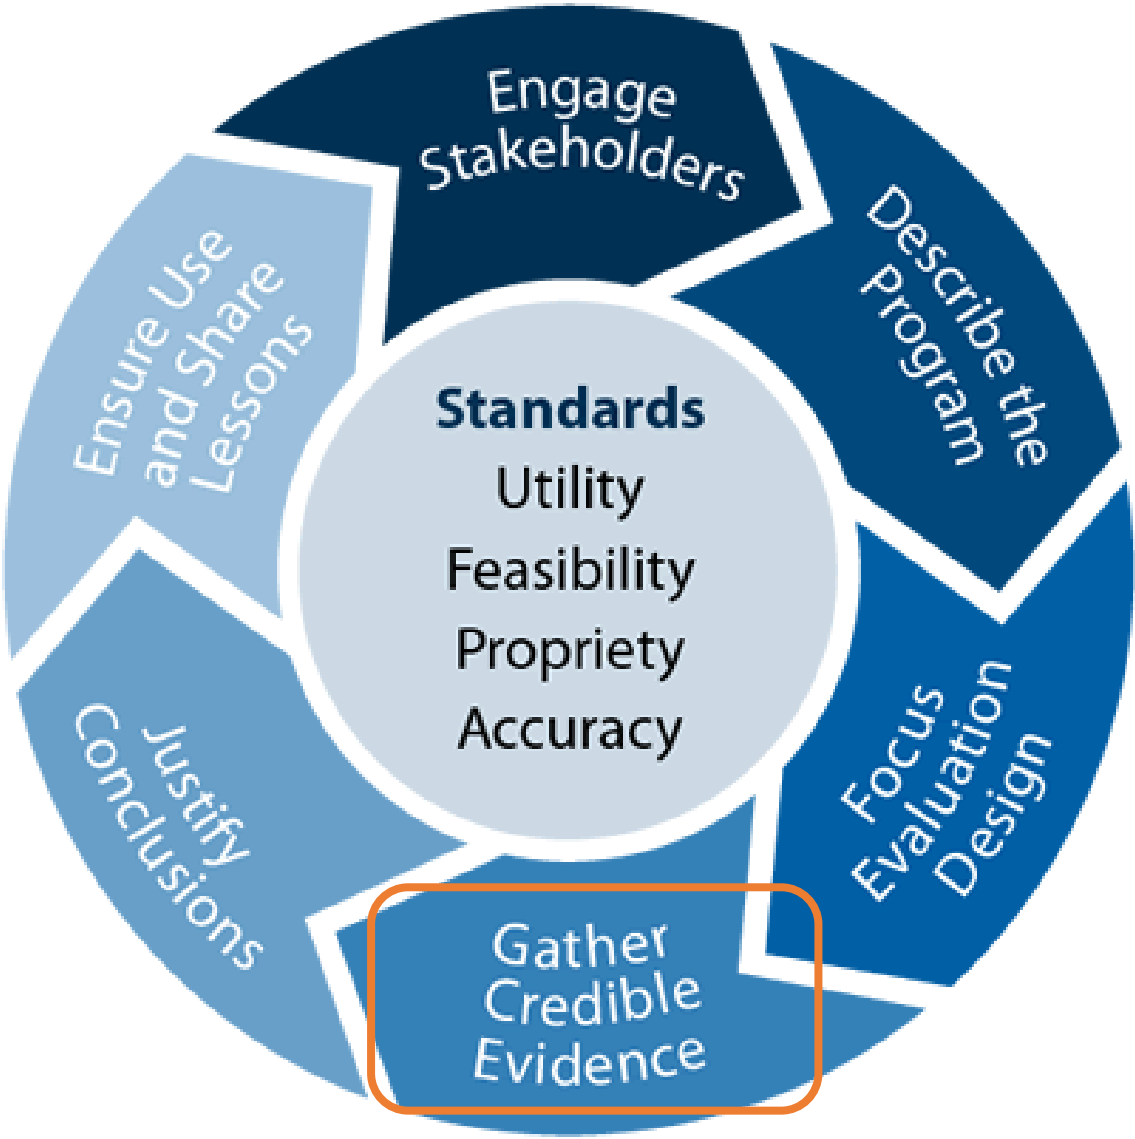 Engage
Stakeholders
Describe the
Program
Focus
Evaluation
Design
Gather
Credible
Evidence
Justify
Conclusions
Ensure Use
and Share
Lessons
Standards
Utility
Feasibility
Propriety
Accuracy